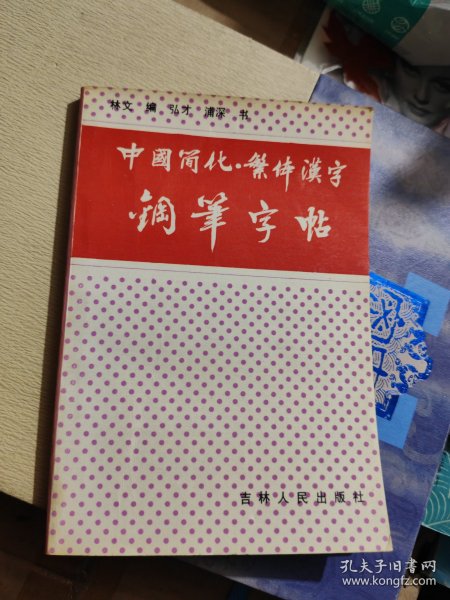 林文 编 弘才 浦深 书
中國简化·繁体漢字
鋼筆字帖
吉林人民出版社
孔夫子旧书网
www.kongfz.com